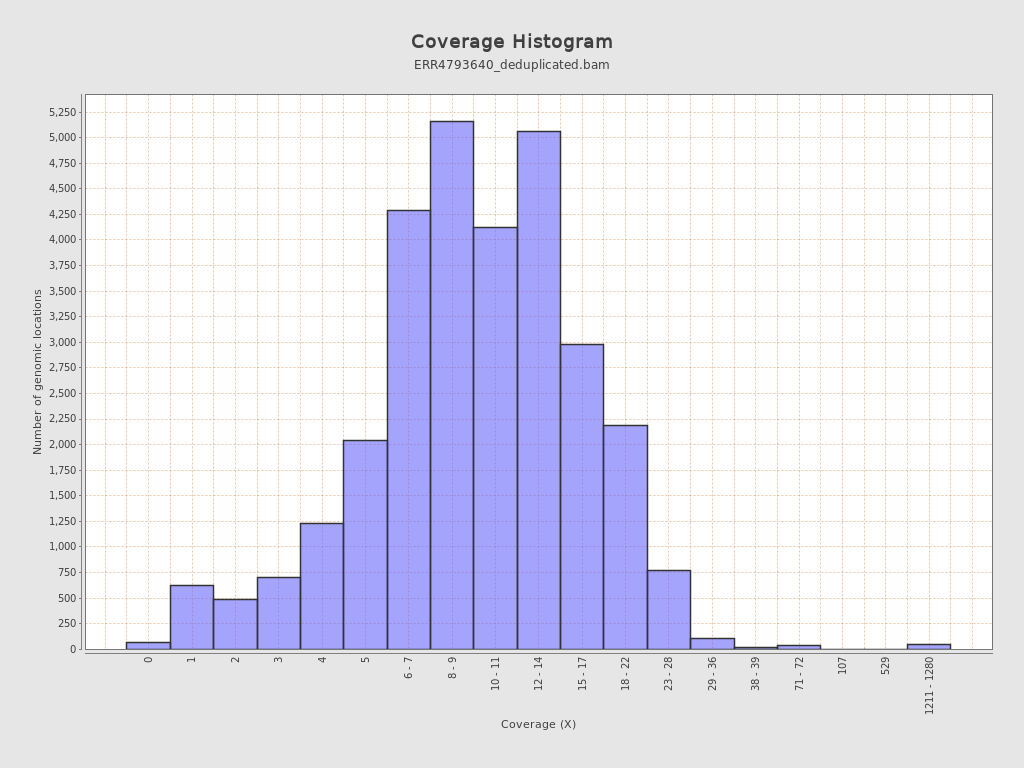 Coverage Histogram
ERR4793640_deduplicated.bam
Number of genomic locations
5,250
5,000
4,750
4,500
4,250
4,000
3,750
3,500
3,250
3,000
2,750
2,500
2,250
2,000
1,750
1,500
1,250
1,000
750
500
250
0
0
1
2
3
4
5
6 - 7
8 - 9
10 - 11
12 - 14
15 - 17
18 - 22
23 - 28
29 - 36
38 - 39
71 - 72
107
529
1211 - 1280
Coverage (X)